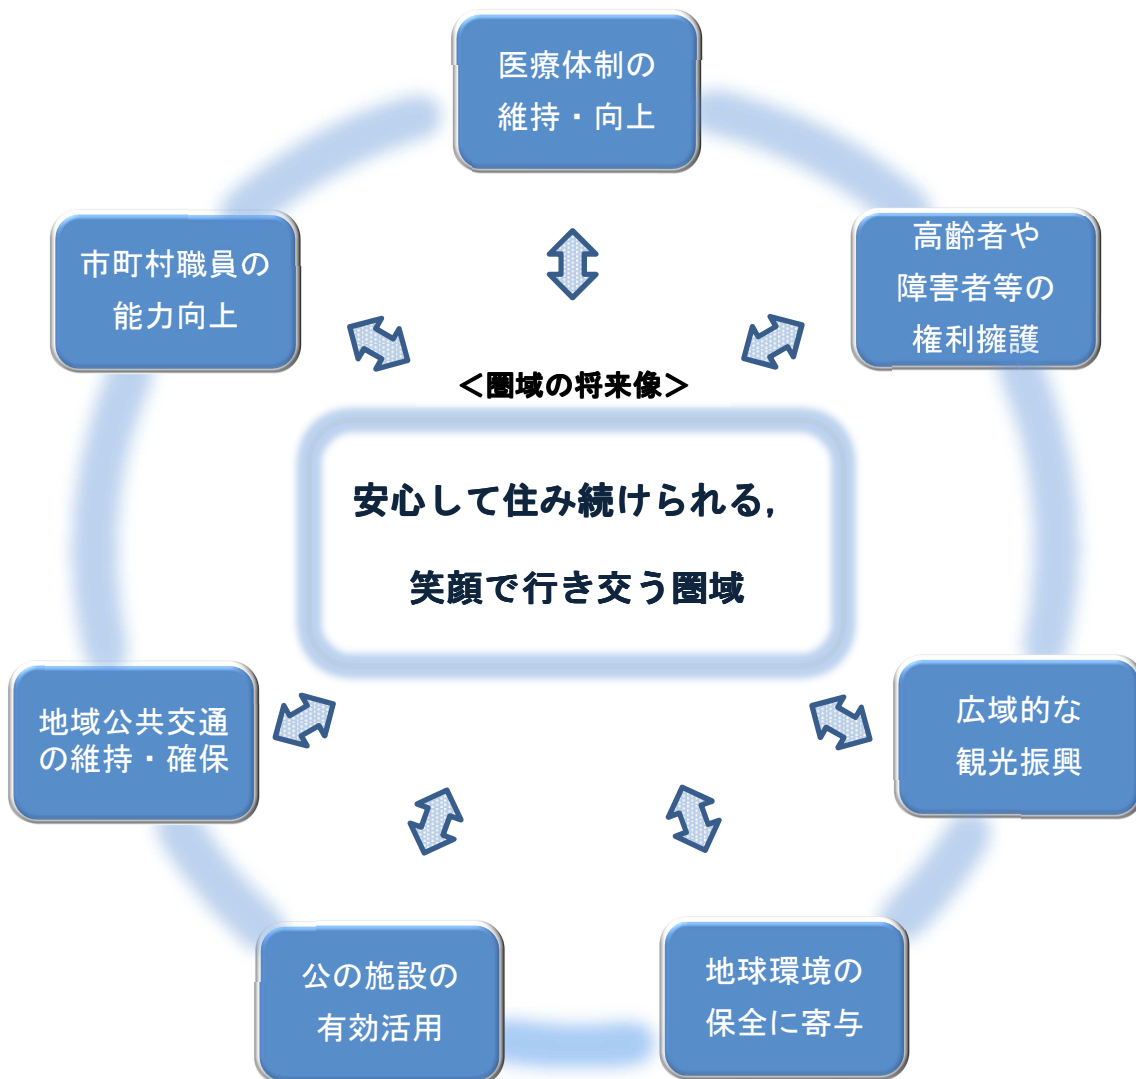 医療体制の
維持・向上
市町村職員の
能力向上
高齢者や
障害者等の
権利擁護
＜圏域の将来像＞
安心して住み続けられる,
笑顔で行き交う圏域
地域公共交通
の維持・確保
広域的な
観光振興
公の施設の
有効活用
地球環境の
保全に寄与